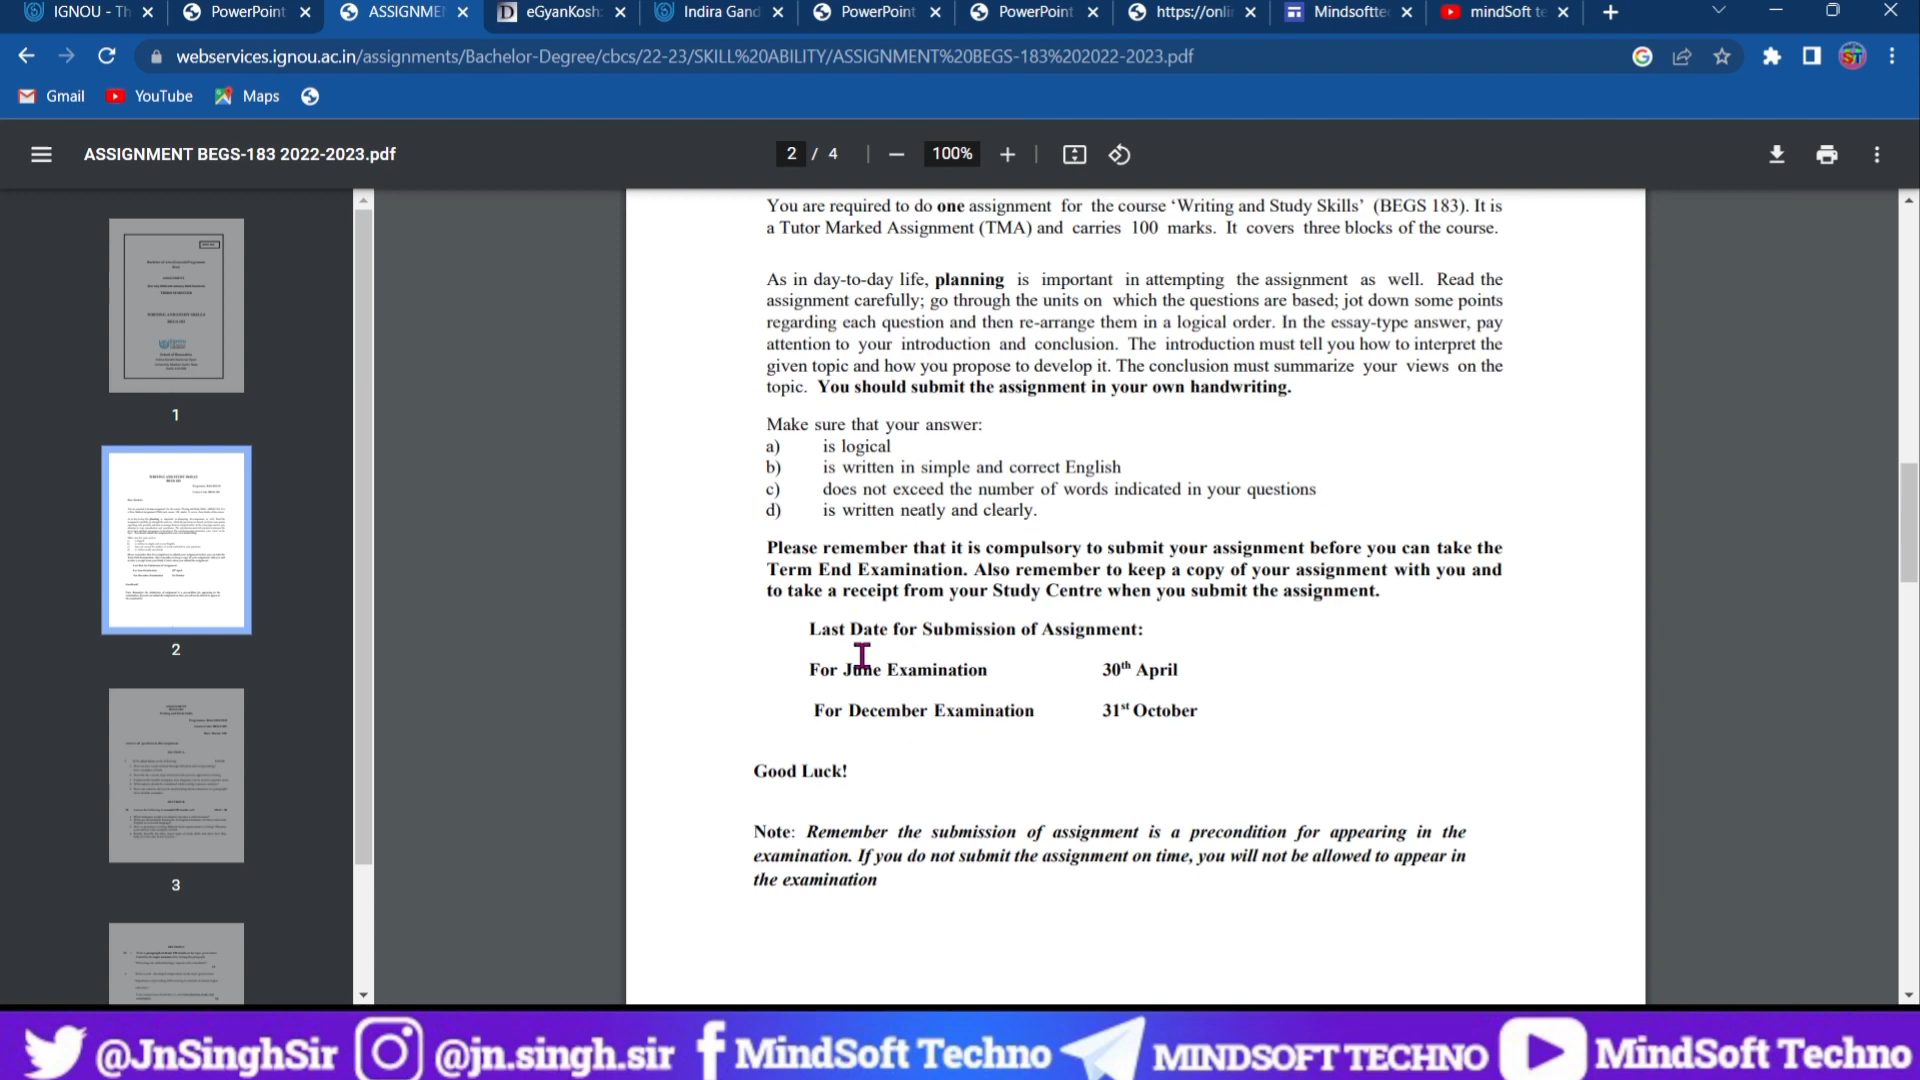 IGNOU - Th
PowerPoint
ASSIGNME
eGyanKosh:
Indira Gand
PowerPoint
PowerPoint
https://onli
Mindsoftte
mindSoft te
webservices.ignou.ac.in/assignments/Bachelor-Degree/cbcs/22-23/SKILL%20ABILITY/ASSIGNMENT%20BEGS-183%202022-2023.pdf
Gmail
YouTube
Maps
ASSIGNMENT BEGS-183 2022-2023.pdf
2 / 4
100%
1
2
3
You are required to do one assignment for the course ‘Writing and Study Skills’ (BEGS 183). It is
a Tutor Marked Assignment (TMA) and carries 100 marks. It covers three blocks of the course.
As in day-to-day life, planning is important in attempting the assignment as well. Read the
assignment carefully; go through the units on which the questions are based; jot down some points
regarding each question and then re-arrange them in a logical order. In the essay-type answer, pay
attention to your introduction and conclusion. The introduction must tell you how to interpret the
given topic and how you propose to develop it. The conclusion must summarize your views on the
topic. You should submit the assignment in your own handwriting.
Make sure that your answer:
a) is logical
b) is written in simple and correct English
c) does not exceed the number of words indicated in your questions
d) is written neatly and clearly.
Please remember that it is compulsory to submit your assignment before you can take the
Term End Examination. Also remember to keep a copy of your assignment with you and
to take a receipt from your Study Centre when you submit the assignment.
Last Date for Submission of Assignment:
For June Examination 30th April
For December Examination 31st October
Good Luck!
Note: Remember the submission of assignment is a precondition for appearing in the
examination. If you do not submit the assignment on time, you will not be allowed to appear in
the examination
@JnSinghSir
@jn.singh.sir
MindSoft Techno
MINDSOFT TECHNO
MindSoft Techno